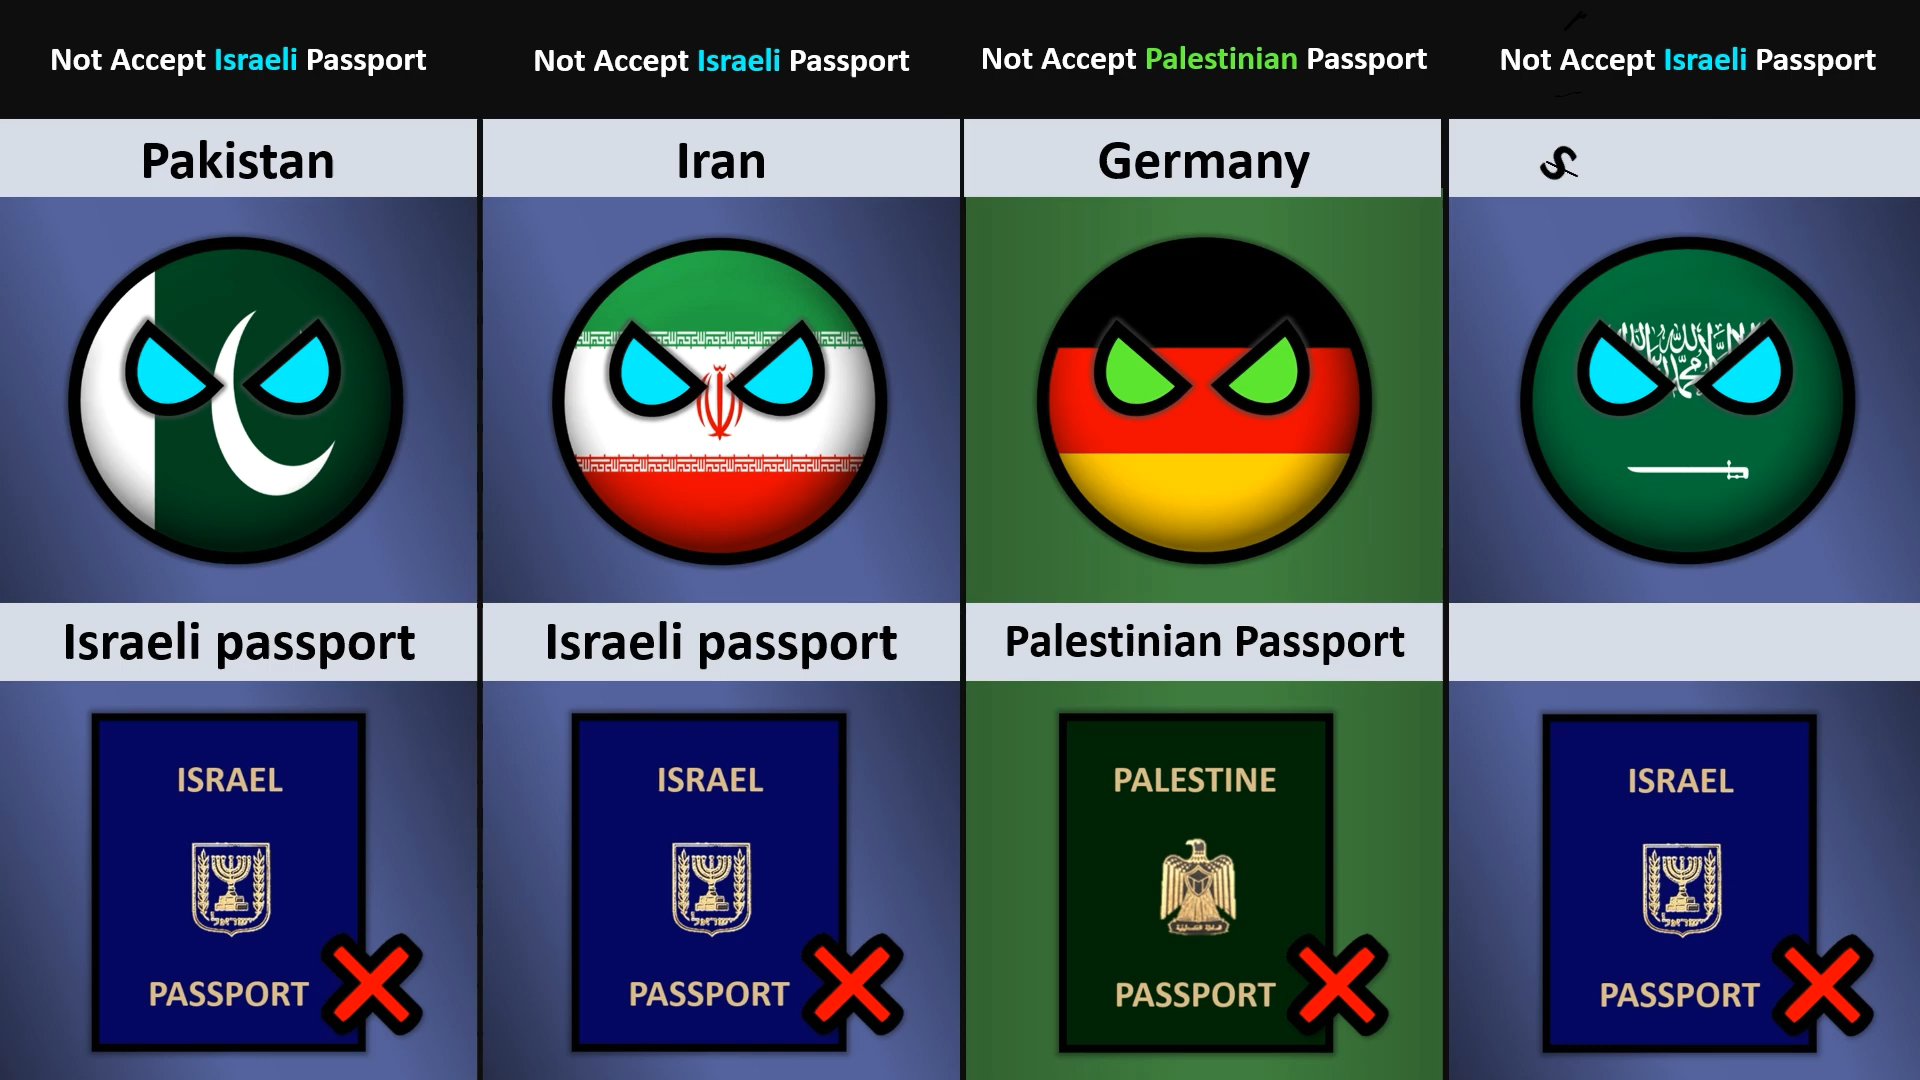 Not Accept Israeli Passport
Not Accept Israeli Passport
Not Accept Palestinian Passport
Not Accept Israeli Passport
Pakistan
Iran
Germany
Israeli passport
Israeli passport
Palestinian Passport
ISRAEL
PASSPORT
ISRAEL
PASSPORT
PALESTINE
PASSPORT
ISRAEL
PASSPORT